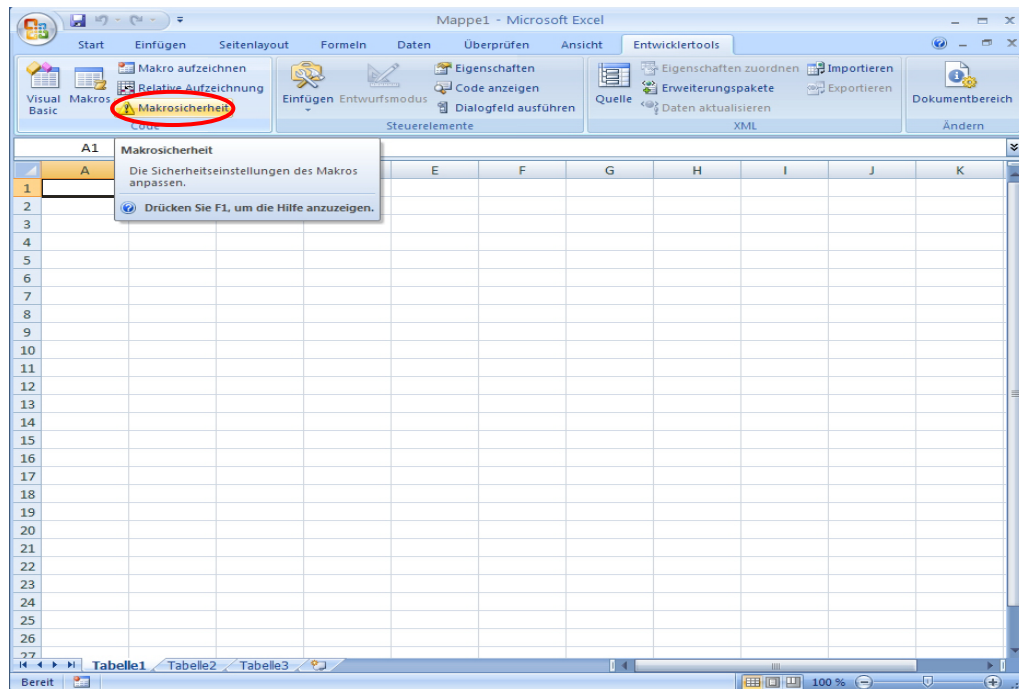 Mappe1 - Microsoft Excel
Start Einfügen Seitenlayout Formeln Daten Überprüfen Ansicht Entwicklertools
Visual Basic
Makros
Makro aufzeichnen
Relative Aufzeichnung
Makrosicherheit
Code
Einfügen
Entwurfsmodus
Eigenschaften
Code anzeigen
Dialogfeld ausführen
Steuerelemente
Quelle
Eigenschaften zuordnen
Erweiterungspakete
Daten aktualisieren
Importieren
Exportieren
XML
Dokumentbereich
Ändern
A1
Makrosicherheit
Die Sicherheitseinstellungen des Makros
anpassen.
Drücken Sie F1, um die Hilfe anzuzeigen.
A E F G H I J K
1
2
3
4
5
6
7
8
9
10
11
12
13
14
15
16
17
18
19
20
21
22
23
24
25
26
27
Tabelle1 Tabelle2 Tabelle3
Bereit 100 %